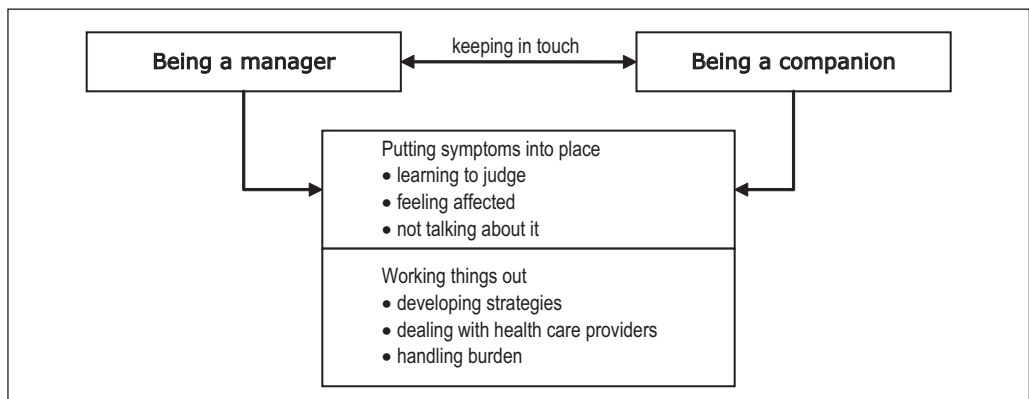 Being a manager
keeping in touch
Being a companion
Putting symptoms into place
• learning to judge
• feeling affected
• not talking about it
Working things out
• developing strategies
• dealing with health care providers
• handling burden